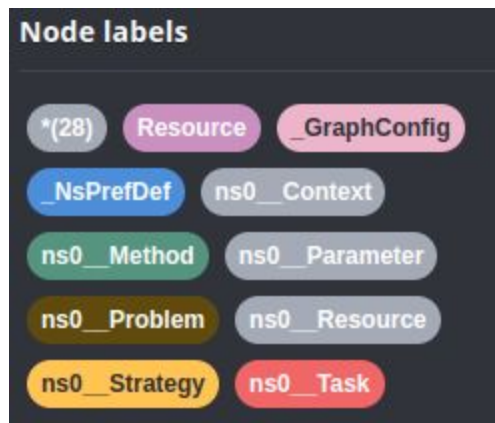 Node labels
*(28) Resource _GraphConfig
_NsPrefDef ns0__Context
ns0__Method ns0__Parameter
ns0__Problem ns0__Resource
ns0__Strategy ns0__Task